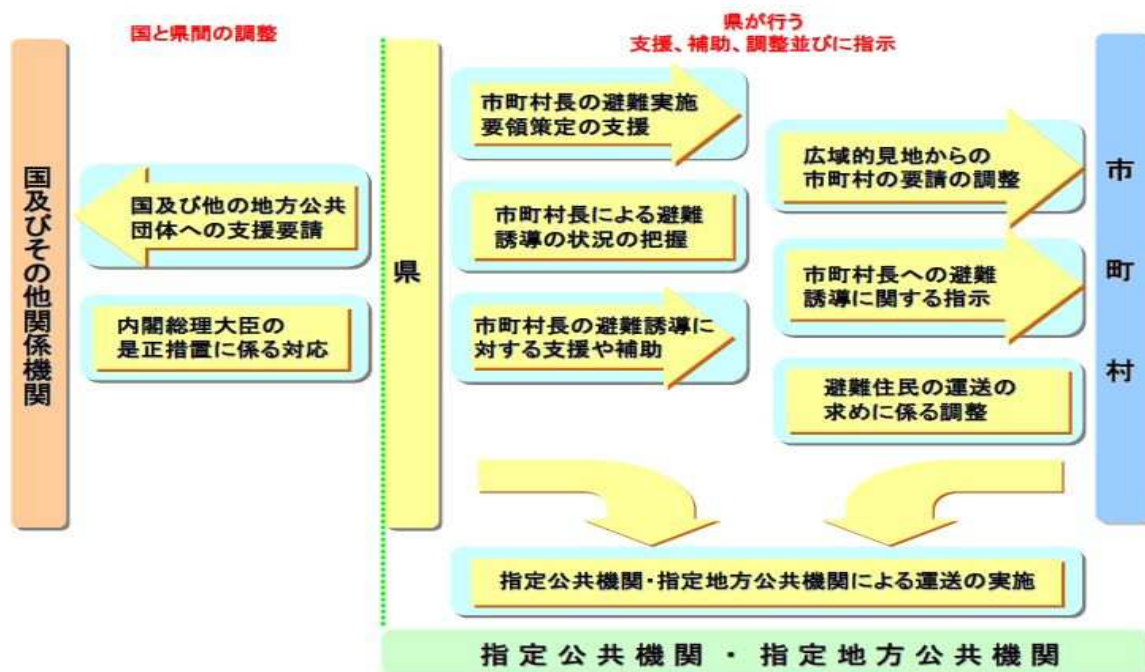 国と県間の調整
県が行う
支援、補助、調整並びに指示
国及びその他関係機関
国及び他の地方公共
団体への支援要請
内閣総理大臣の
是正措置に係る対応
県
市町村長の避難実施
要領策定の支援
市町村長による避難
誘導の状況の把握
市町村長の避難誘導に
対する支援や補助
広域的見地からの
市町村の要請の調整
市町村長への避難
誘導に関する指示
避難住民の運送の
求めに係る調整
市町村
指定公共機関・指定地方公共機関による運送の実施
指定公共機関・指定地方公共機関